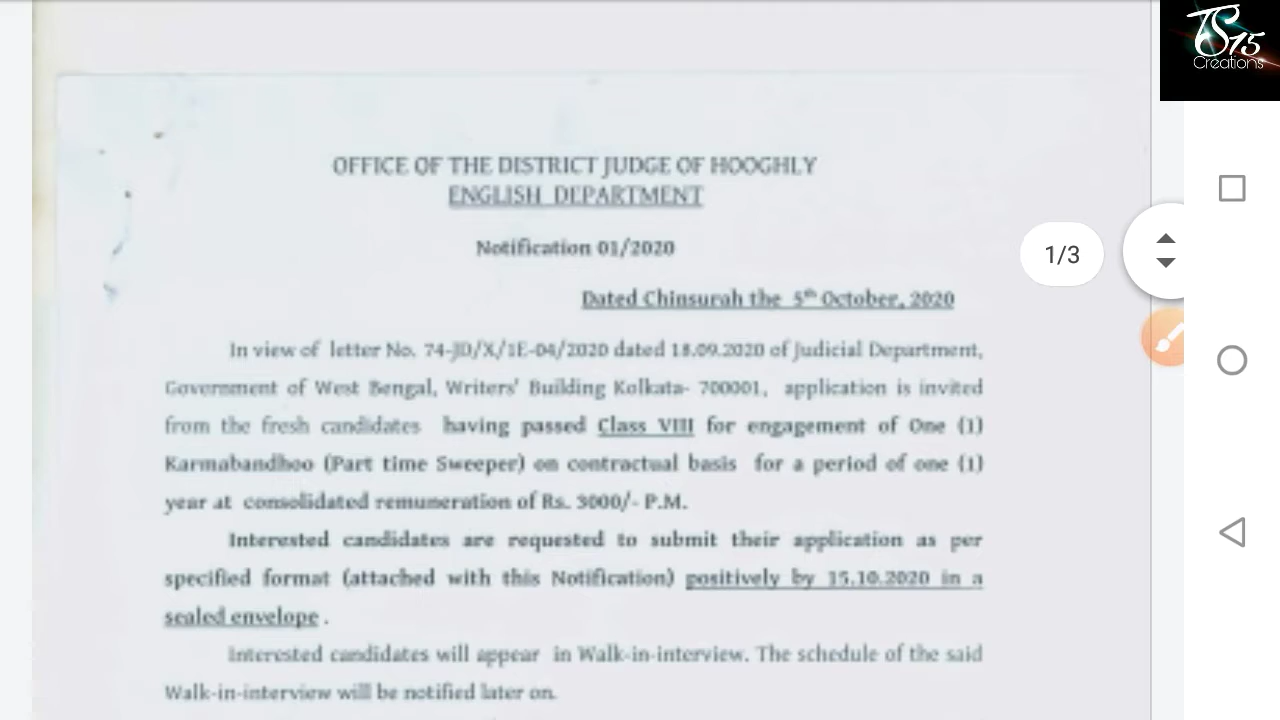 TS15
Creations
OFFICE OF THE DISTRICT JUDGE OF HOOGHLY
ENGLISH DEPARTMENT
Notification 01/2020
1/3
Dated Chinsurah the 5th October, 2020
In view of letter No. 74-JD/X/1E-04/2020 dated 18.09.2020 of Judicial Department,
Government of West Bengal, Writers' Building Kolkata- 700001, application is invited
from the fresh candidates having passed Class VIII for engagement of One (1)
Karmabandhoo (Part time Sweeper) on contractual basis for a period of one (1)
year at consolidated remuneration of Rs. 3000/- P.M.
Interested candidates are requested to submit their application as per
specified format (attached with this Notification) positively by 15.10.2020 in a
sealed envelope .
Interested candidates will appear in Walk-in-interview. The schedule of the said
Walk-in-interview will be notified later on.